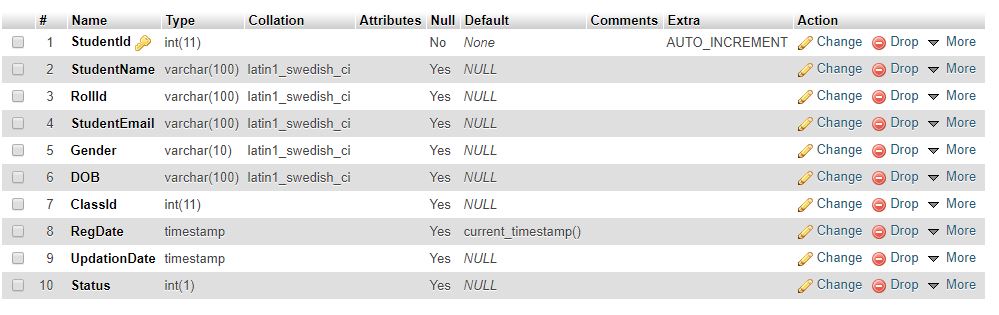 # Name Type Collation Attributes Null Default Comments Extra Action
1 StudentId int(11) No None AUTO_INCREMENT Change Drop More
2 StudentName varchar(100) latin1_swedish_ci Yes NULL Change Drop More
3 RollId varchar(100) latin1_swedish_ci Yes NULL Change Drop More
4 StudentEmail varchar(100) latin1_swedish_ci Yes NULL Change Drop More
5 Gender varchar(10) latin1_swedish_ci Yes NULL Change Drop More
6 DOB varchar(100) latin1_swedish_ci Yes NULL Change Drop More
7 ClassId int(11) Yes NULL Change Drop More
8 RegDate timestamp Yes current_timestamp() Change Drop More
9 UpdationDate timestamp Yes NULL Change Drop More
10 Status int(1) Yes NULL Change Drop More